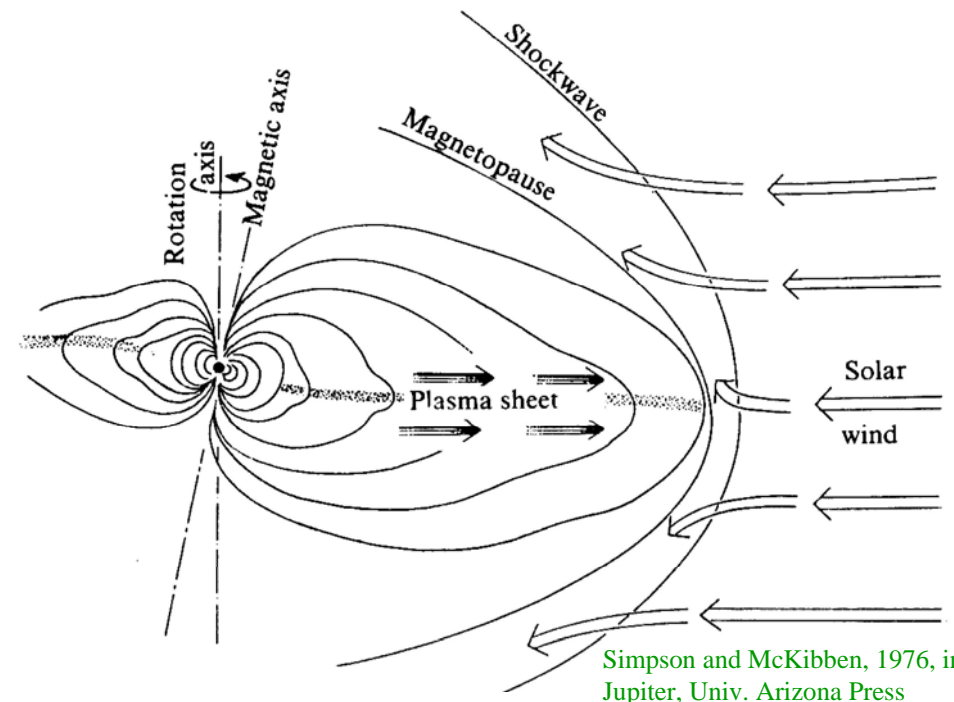 Shockwave
Magnetopause
Rotation
axis
Magnetic axis
Plasma sheet
Solar
wind
Simpson and McKibben, 1976, in
Jupiter, Univ. Arizona Press